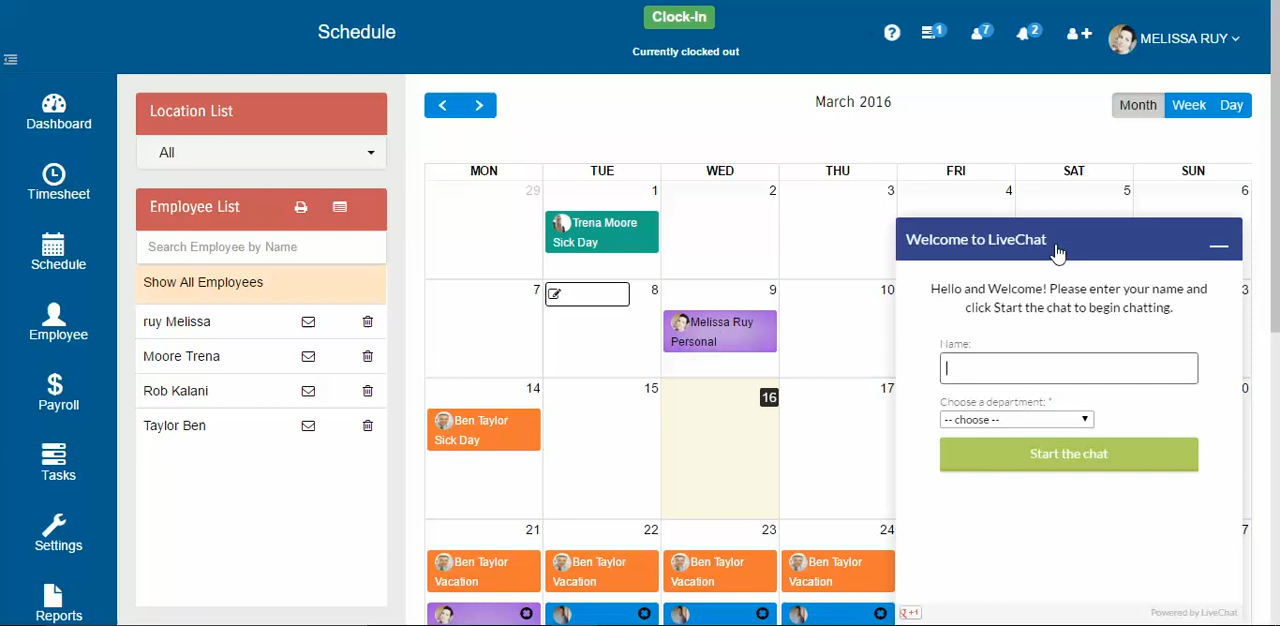 Schedule
Clock-In
Currently clocked out
1
7
2
MELISSA RUY
Dashboard
Timesheet
Schedule
Employee
Payroll
Tasks
Settings
Reports
Location List
All
Employee List
Search Employee by Name
Show All Employees
ruy Melissa
Moore Trena
Rob Kalani
Taylor Ben
March 2016
Month Week Day
MON TUE WED THU FRI SAT SUN
29 1 2 3 4 5 6
Trena Moore
Sick Day
7 8 9 10 3
Melissa Ruy
Personal
14 15 16 17 0
Ben Taylor
Sick Day
21 22 23 24 7
Ben Taylor Ben Taylor Ben Taylor Ben Taylor
Vacation Vacation Vacation Vacation
Welcome to LiveChat
Hello and Welcome! Please enter your name and
click Start the chat to begin chatting.
Name:
Choose a department: *
-- choose --
Start the chat
g +1
Powered by LiveChat